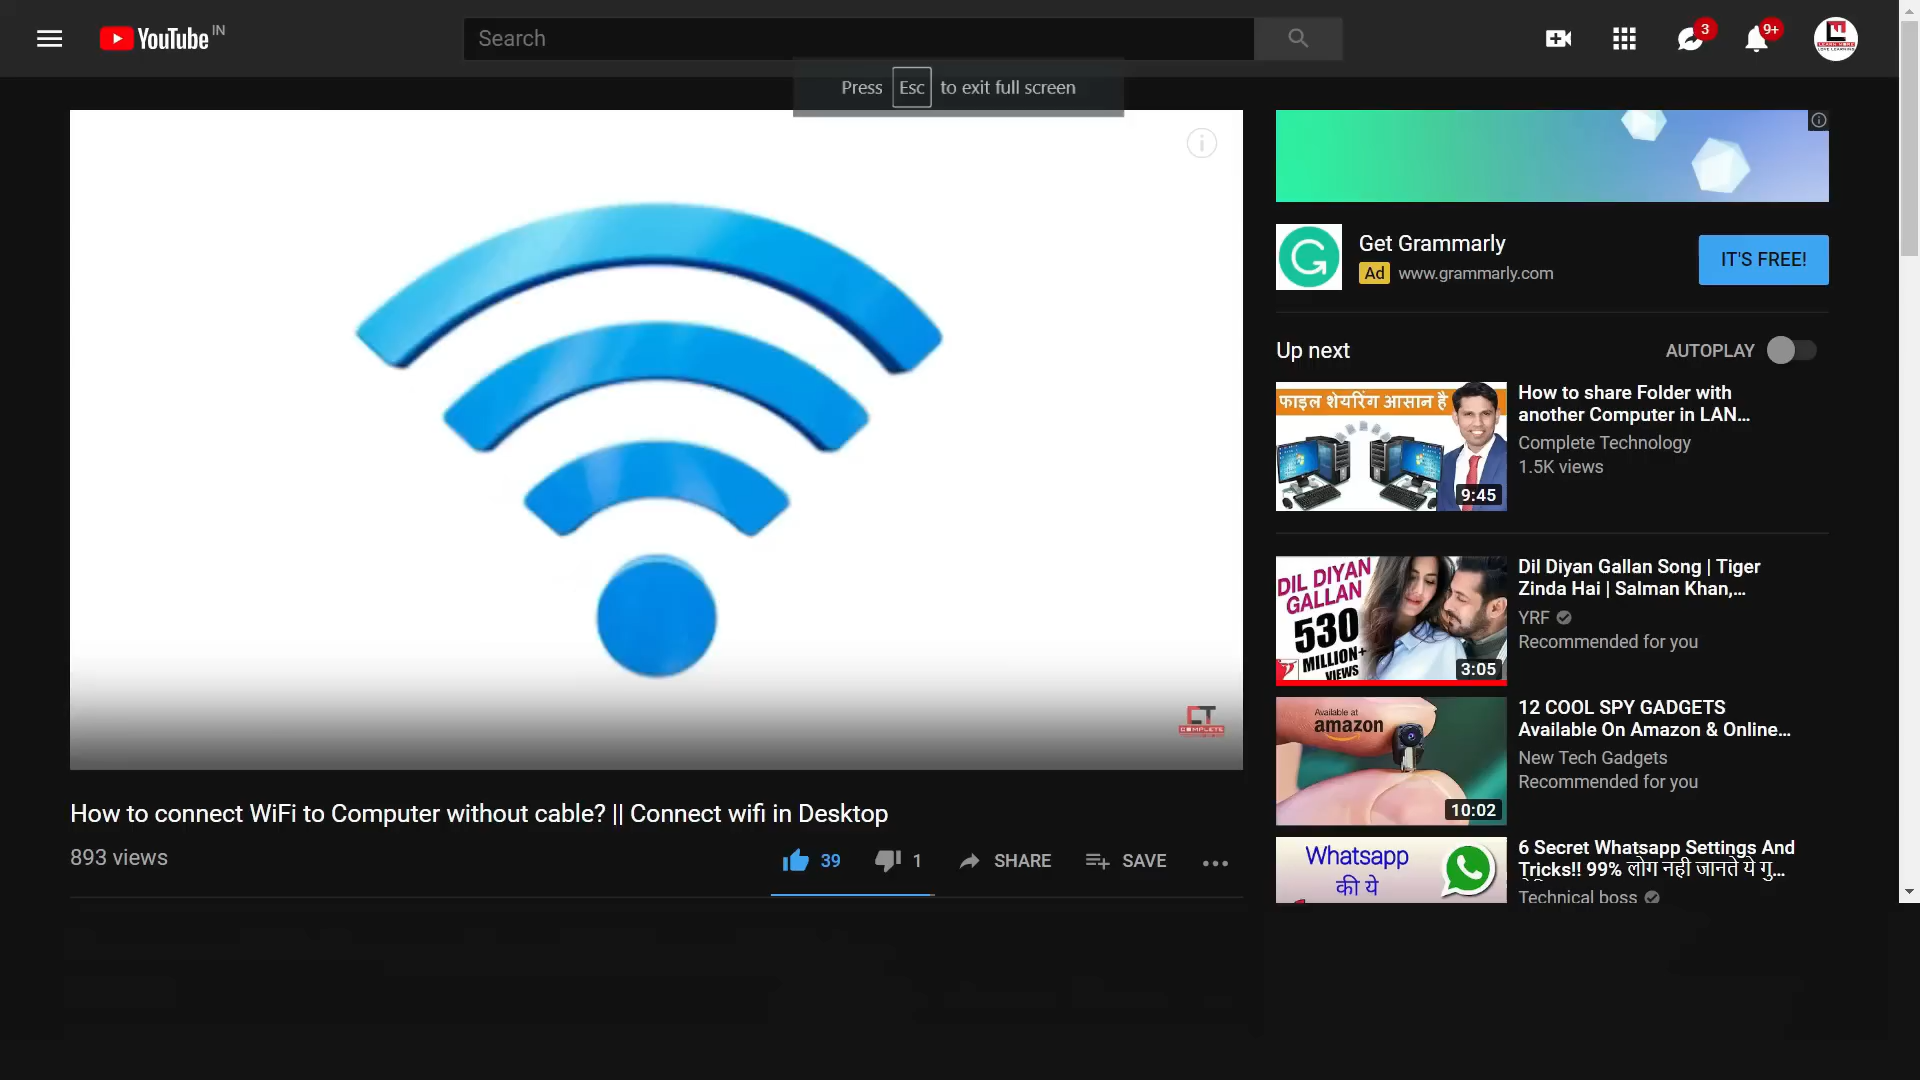 YouTube IN
Search
3
9+
Press Esc to exit full screen
COMPLETE
Get Grammarly
Ad www.grammarly.com
IT'S FREE!
Up next
AUTOPLAY
फाइल शेयरिंग आसान है
9:45
How to share Folder with
another Computer in LAN...
Complete Technology
1.5K views
DIL DIYAN
GALLAN
530
MILLION+
VIEWS
3:05
Dil Diyan Gallan Song | Tiger
Zinda Hai | Salman Khan,...
YRF
Recommended for you
Available at
amazon
10:02
12 COOL SPY GADGETS
Available On Amazon & Online...
New Tech Gadgets
Recommended for you
Whatsapp
की ये
6 Secret Whatsapp Settings And
Tricks!! 99% लोग नही जानते ये गु...
Technical boss
How to connect WiFi to Computer without cable? || Connect wifi in Desktop
893 views
39
1
SHARE
SAVE